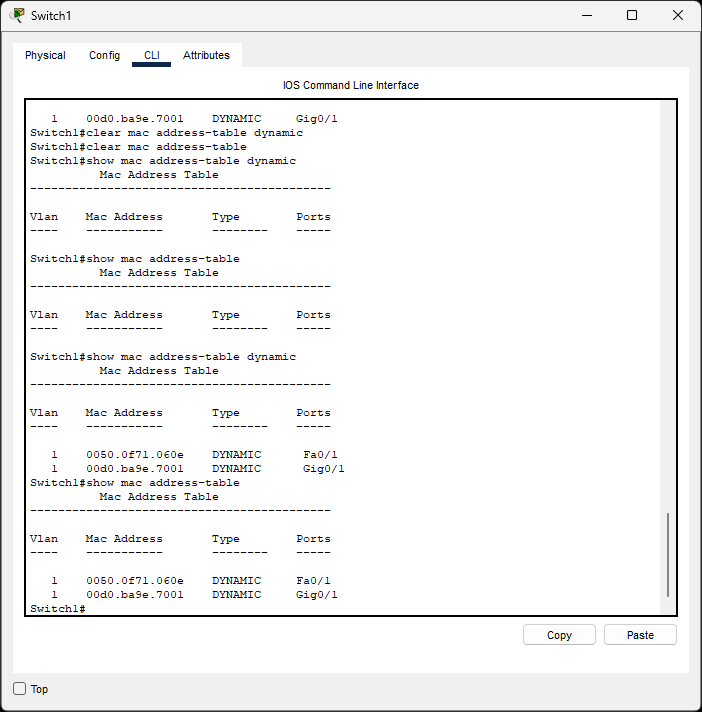 Switch1
Physical Config CLI Attributes
IOS Command Line Interface
   1    00d0.ba9e.7001    DYNAMIC     Gig0/1
Switch1#clear mac address-table dynamic
Switch1#clear mac address-table
Switch1#show mac address-table dynamic
          Mac Address Table
-------------------------------------------

Vlan    Mac Address       Type        Ports
----    -----------       --------    -----

Switch1#show mac address-table
          Mac Address Table
-------------------------------------------

Vlan    Mac Address       Type        Ports
----    -----------       --------    -----

Switch1#show mac address-table dynamic
          Mac Address Table
-------------------------------------------

Vlan    Mac Address       Type        Ports
----    -----------       --------    -----

   1    0050.0f71.060e    DYNAMIC      Fa0/1
   1    00d0.ba9e.7001    DYNAMIC      Gig0/1
Switch1#show mac address-table
          Mac Address Table
-------------------------------------------

Vlan    Mac Address       Type        Ports
----    -----------       --------    -----

   1    0050.0f71.060e    DYNAMIC     Fa0/1
   1    00d0.ba9e.7001    DYNAMIC     Gig0/1
Switch1#
Copy Paste
Top